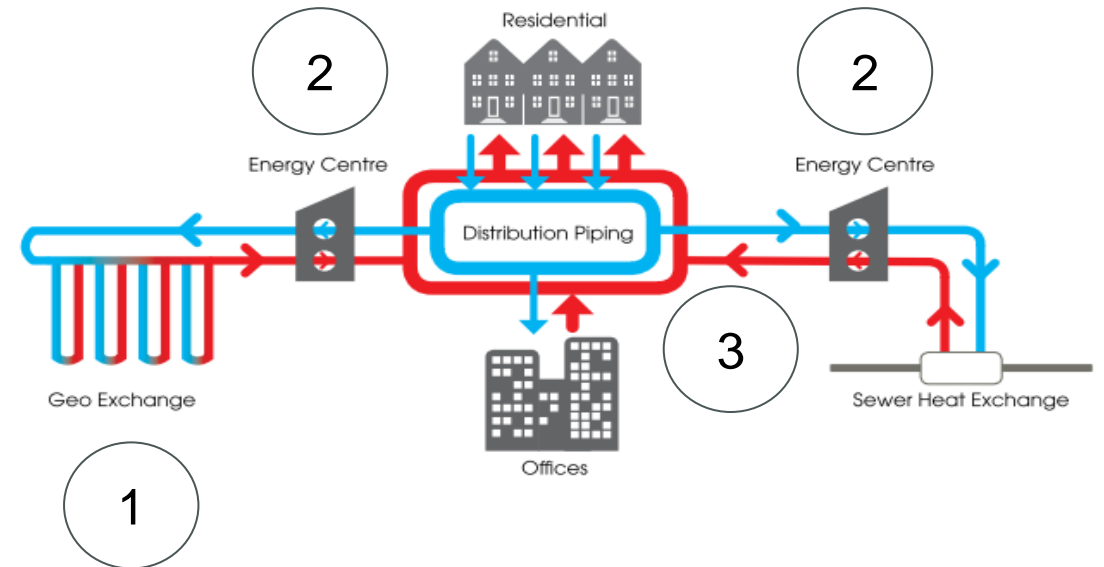 Residential
2
2
Energy Centre
Energy Centre
Distribution Piping
3
Geo Exchange
Sewer Heat Exchange
Offices
1